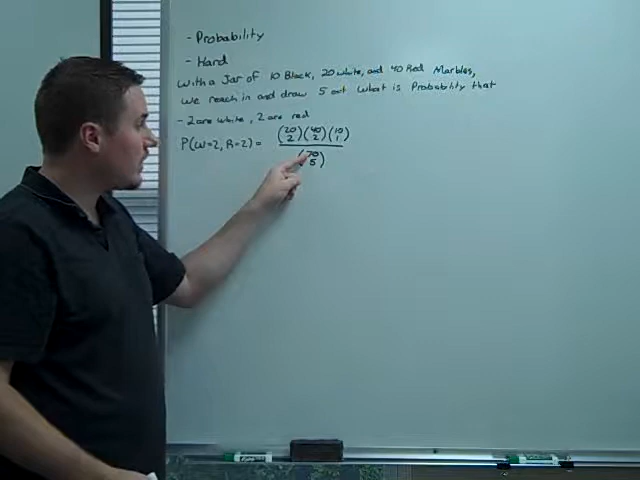 - Probability
- Hard
With a Jar of 10 Black, 20 white, and 40 Red Marbles,
we reach in and draw 5 out what is Probability that
- 2 are white, 2 are red
P(W=2, R=2) = (20 2)(40 2)(10 1) / (70 5)